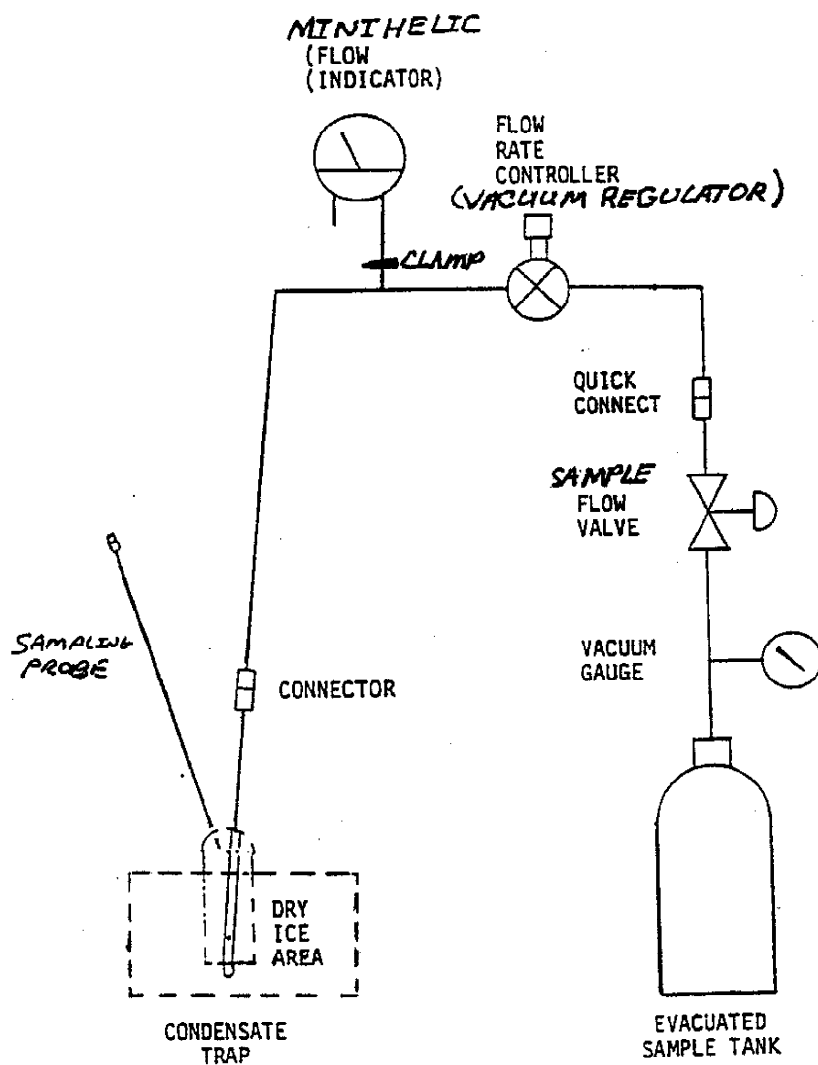 MINIHELIC
(FLOW
(INDICATOR)
FLOW
RATE
CONTROLLER
(VACUUM REGULATOR)
CLAMP
QUICK
CONNECT
SAMPLE
FLOW
VALVE
SAMPLING
PROBE
CONNECTOR
VACUUM
GAUGE
DRY
ICE
AREA
CONDENSATE
TRAP
EVACUATED
SAMPLE TANK